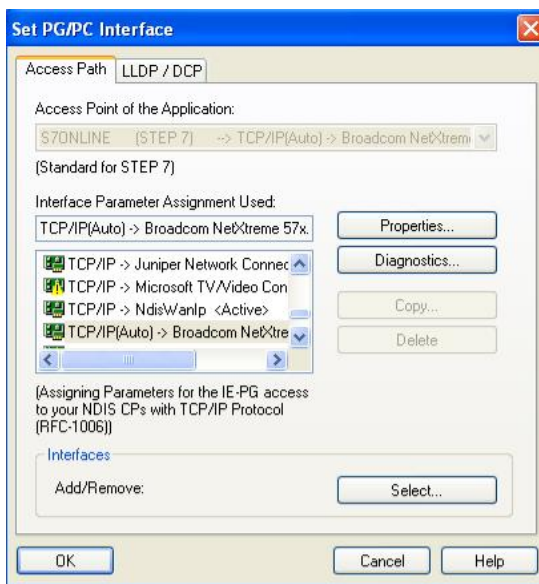 Set PG/PC Interface
Access Path LLDP / DCP
Access Point of the Application:
S7ONLINE (STEP 7) --> TCP/IP(Auto) -> Broadcom NetXtrem
(Standard for STEP 7)
Interface Parameter Assignment Used:
TCP/IP(Auto) -> Broadcom NetXtreme 57x.
Properties...
TCP/IP -> Juniper Network Connec
Diagnostics...
TCP/IP -> Microsoft TV/Video Con
TCP/IP -> NdisWanIp <Active>
Copy...
TCP/IP(Auto) -> Broadcom NetXtre
Delete
(Assigning Parameters for the IE-PG access
to your NDIS CPs with TCP/IP Protocol
(RFC-1006))
Interfaces
Add/Remove:
Select...
OK Cancel Help